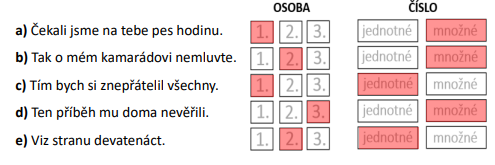 OSOBA ČÍSLO
a) Čekali jsme na tebe pes hodinu. 1. 2. 3. jednotné množné
b) Tak o mém kamarádovi nemluvte. 1. 2. 3. jednotné množné
c) Tím bych si znepřátelil všechny. 1. 2. 3. jednotné množné
d) Ten příběh mu doma nevěřili. 1. 2. 3. jednotné množné
e) Viz stranu devatenáct. 1. 2. 3. jednotné množné